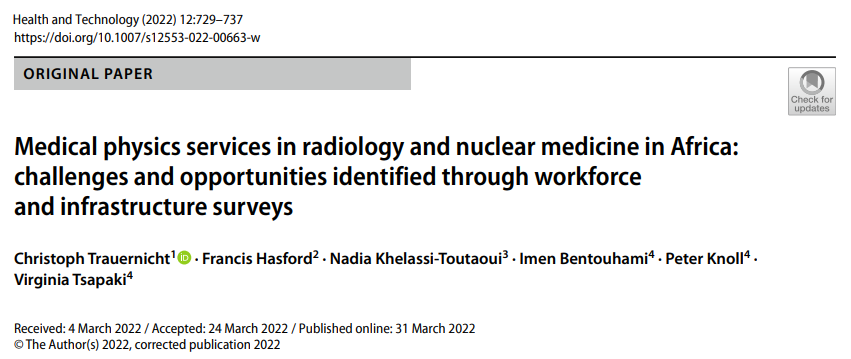 Health and Technology (2022) 12:729–737
https://doi.org/10.1007/s12553-022-00663-w
ORIGINAL PAPER
Check for
updates
Medical physics services in radiology and nuclear medicine in Africa:
challenges and opportunities identified through workforce
and infrastructure surveys
Christoph Trauernicht1 iD · Francis Hasford2 · Nadia Khelassi-Toutaoui3 · Imen Bentouhami4 · Peter Knoll4 ·
Virginia Tsapaki4
Received: 4 March 2022 / Accepted: 24 March 2022 / Published online: 31 March 2022
© The Author(s) 2022, corrected publication 2022